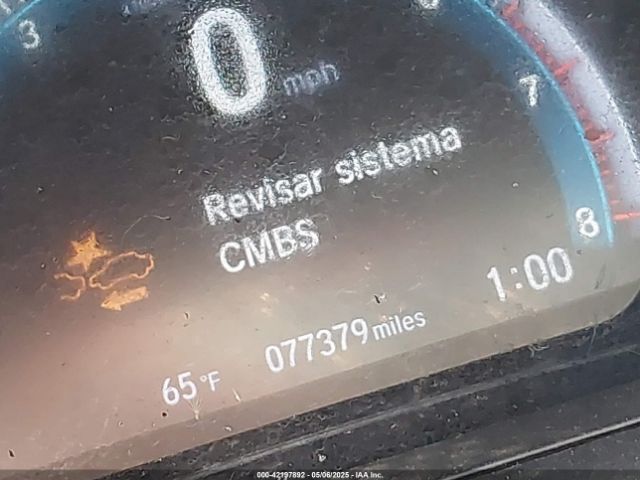 3
0 mph
7
8
Revisar sistema
CMBS
1:00
65°F
077379 miles
000-42197892 - 05/06/2025 - IAA Inc.